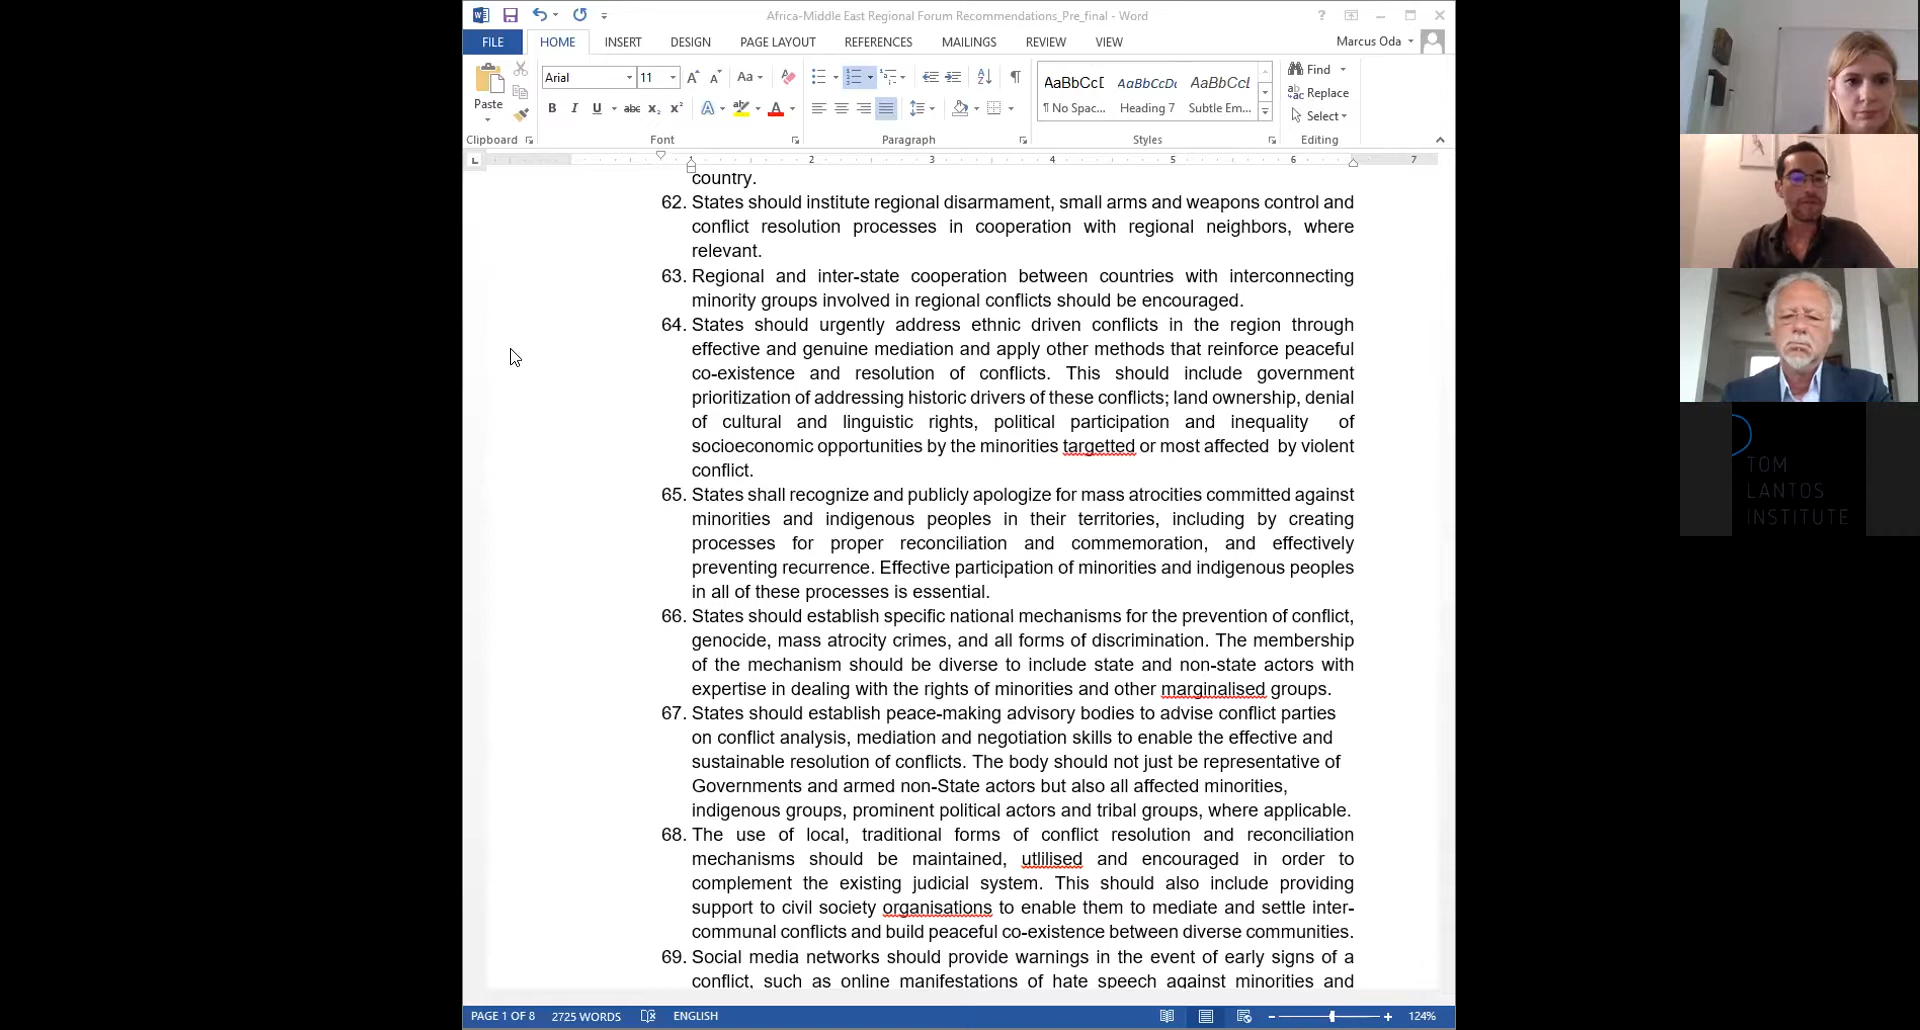 Africa-Middle East Regional Forum Recommendations_Pre_final - Word
FILE HOME INSERT DESIGN PAGE LAYOUT REFERENCES MAILINGS REVIEW VIEW Marcus Oda
Paste
Arial 11
AaBbCcD AaBbCcDc AaBbCcI
¶ No Spac... Heading 7 Subtle Em...
Find
Replace
Select
Clipboard Font Paragraph Styles Editing
1 2 3 4 5 6 7
country.
62. States should institute regional disarmament, small arms and weapons control and
conflict resolution processes in cooperation with regional neighbors, where
relevant.
63. Regional and inter-state cooperation between countries with interconnecting
minority groups involved in regional conflicts should be encouraged.
64. States should urgently address ethnic driven conflicts in the region through
effective and genuine mediation and apply other methods that reinforce peaceful
co-existence and resolution of conflicts. This should include government
prioritization of addressing historic drivers of these conflicts; land ownership, denial
of cultural and linguistic rights, political participation and inequality of
socioeconomic opportunities by the minorities targetted or most affected by violent
conflict.
65. States shall recognize and publicly apologize for mass atrocities committed against
minorities and indigenous peoples in their territories, including by creating
processes for proper reconciliation and commemoration, and effectively
preventing recurrence. Effective participation of minorities and indigenous peoples
in all of these processes is essential.
66. States should establish specific national mechanisms for the prevention of conflict,
genocide, mass atrocity crimes, and all forms of discrimination. The membership
of the mechanism should be diverse to include state and non-state actors with
expertise in dealing with the rights of minorities and other marginalised groups.
67. States should establish peace-making advisory bodies to advise conflict parties
on conflict analysis, mediation and negotiation skills to enable the effective and
sustainable resolution of conflicts. The body should not just be representative of
Governments and armed non-State actors but also all affected minorities,
indigenous groups, prominent political actors and tribal groups, where applicable.
68. The use of local, traditional forms of conflict resolution and reconciliation
mechanisms should be maintained, utlilised and encouraged in order to
complement the existing judicial system. This should also include providing
support to civil society organisations to enable them to mediate and settle inter-
communal conflicts and build peaceful co-existence between diverse communities.
69. Social media networks should provide warnings in the event of early signs of a
conflict, such as online manifestations of hate speech against minorities and
PAGE 1 OF 8 2725 WORDS ENGLISH 124%
TOM
LANTOS
INSTITUTE